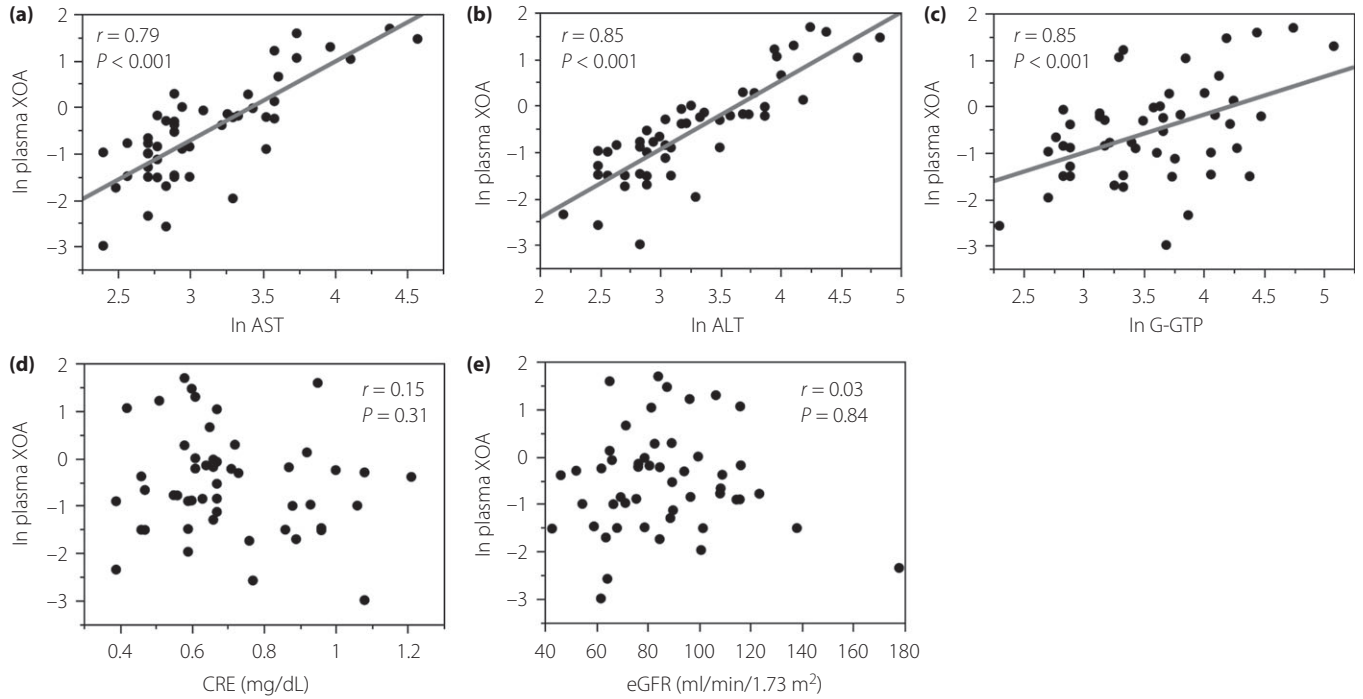 (a)
r = 0.79
P < 0.001
ln plasma XOA
2
1
0
−1
−2
−3
2.5
3
3.5
4
4.5
ln AST
(b)
r = 0.85
P < 0.001
ln plasma XOA
2
1
0
−1
−2
−3
2
2.5
3
3.5
4
4.5
5
ln ALT
(c)
r = 0.85
P < 0.001
ln plasma XOA
2
1
0
−1
−2
−3
2.5
3
3.5
4
4.5
5
ln G-GTP
(d)
r = 0.15
P = 0.31
ln plasma XOA
2
1
0
−1
−2
−3
0.4
0.6
0.8
1
1.2
CRE (mg/dL)
(e)
r = 0.03
P = 0.84
ln plasma XOA
2
1
0
−1
−2
−3
40
60
80
100
120
140
160
180
eGFR (ml/min/1.73 m²)